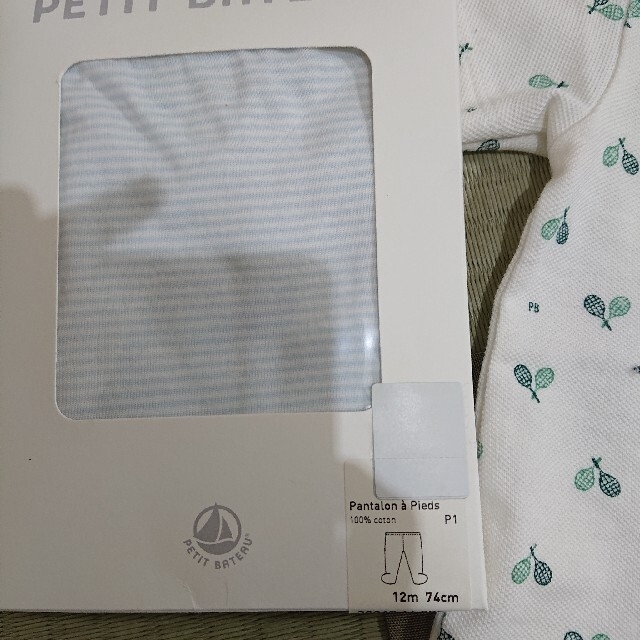 PETIT BATEAU
PB
PETIT BATEAU
Pantalon à Pieds
100% coton P1
12m 74cm